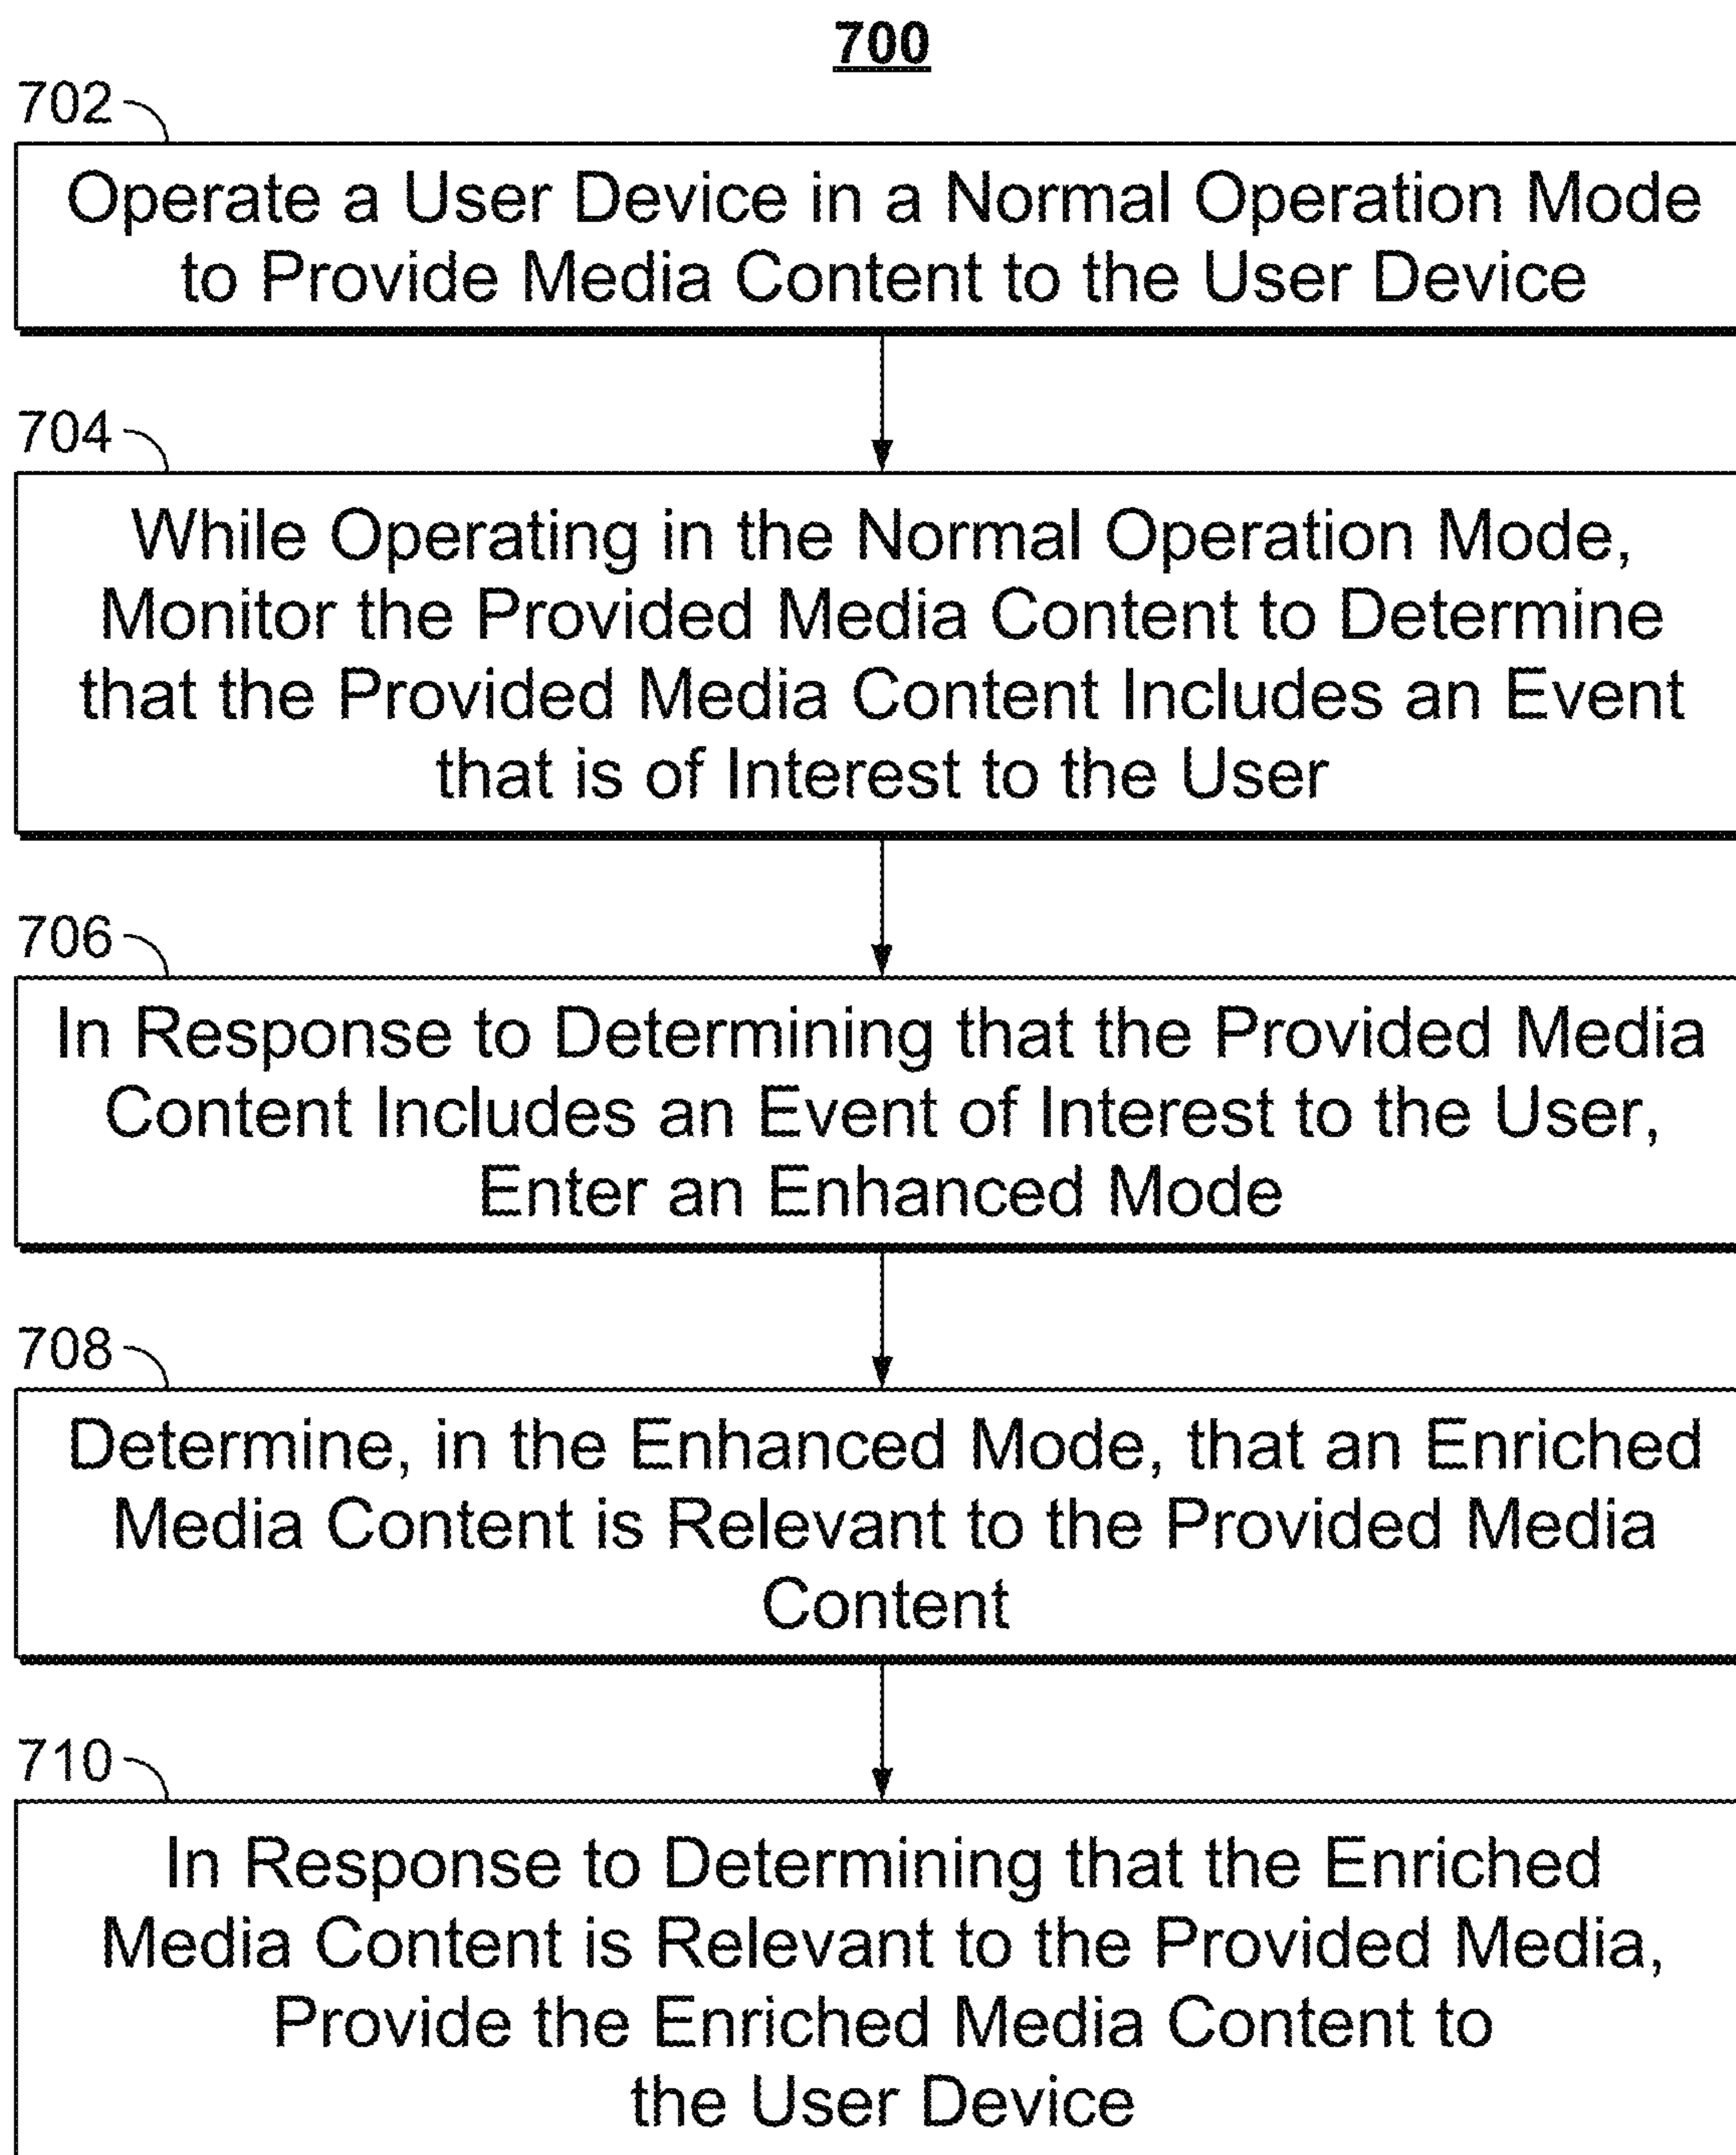 700
702
Operate a User Device in a Normal Operation Mode
to Provide Media Content to the User Device
704
While Operating in the Normal Operation Mode,
Monitor the Provided Media Content to Determine
that the Provided Media Content Includes an Event
that is of Interest to the User
706
In Response to Determining that the Provided Media
Content Includes an Event of Interest to the User,
Enter an Enhanced Mode
708
Determine, in the Enhanced Mode, that an Enriched
Media Content is Relevant to the Provided Media
Content
710
In Response to Determining that the Enriched
Media Content is Relevant to the Provided Media,
Provide the Enriched Media Content to
the User Device